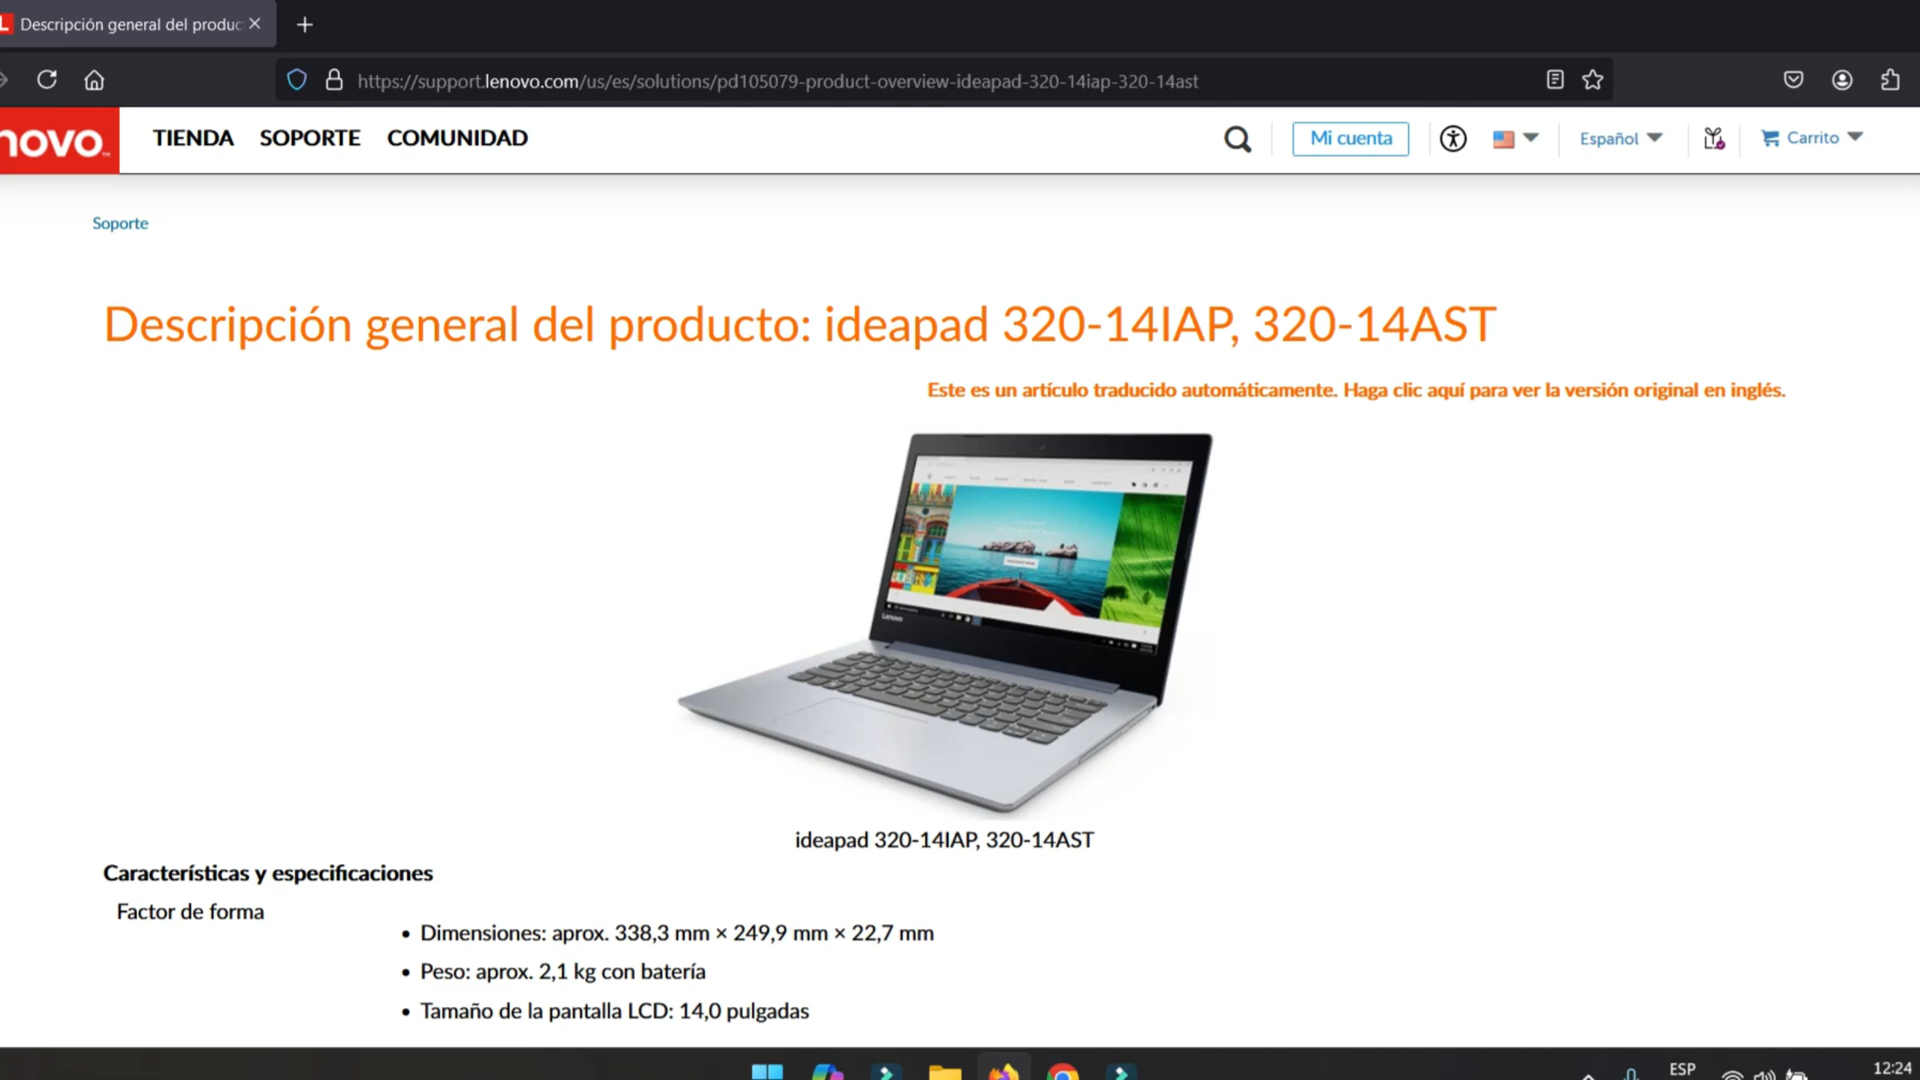 Descripción general del produc
https://support.lenovo.com/us/es/solutions/pd105079-product-overview-ideapad-320-14iap-320-14ast
novo
TIENDA SOPORTE COMUNIDAD Mi cuenta Español Carrito
Soporte
Descripción general del producto: ideapad 320-14IAP, 320-14AST
Este es un artículo traducido automáticamente. Haga clic aquí para ver la versión original en inglés.
Lenovo
ideapad 320-14IAP, 320-14AST
Características y especificaciones
Factor de forma
• Dimensiones: aprox. 338,3 mm × 249,9 mm × 22,7 mm
• Peso: aprox. 2,1 kg con batería
• Tamaño de la pantalla LCD: 14,0 pulgadas
ESP
12:24